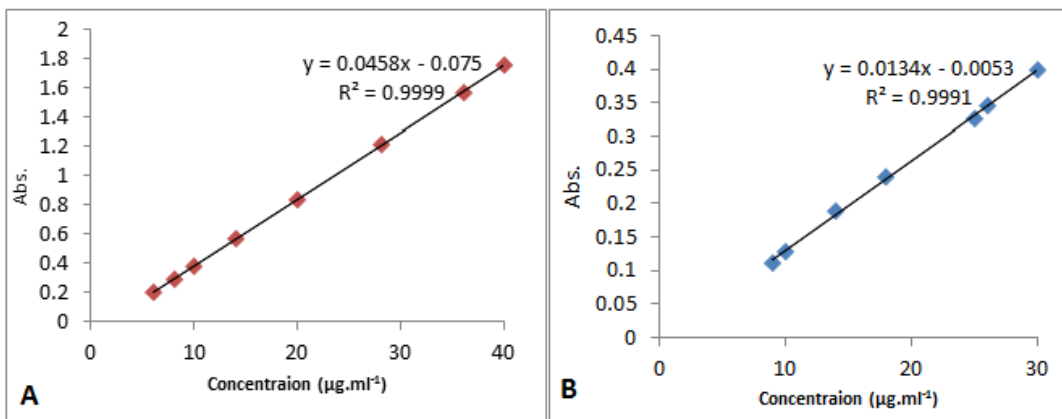 2
1.8
1.6
1.4
1.2
1
0.8
0.6
0.4
0.2
0
Abs.
y = 0.0458x - 0.075
R² = 0.9999
0 10 20 30 40
Concentraion (µg.ml⁻¹)
A
0.45
0.4
0.35
0.3
0.25
0.2
0.15
0.1
0.05
0
Abs.
y = 0.0134x - 0.0053
R² = 0.9991
0 10 20 30
Concentraion (µg.ml⁻¹)
B